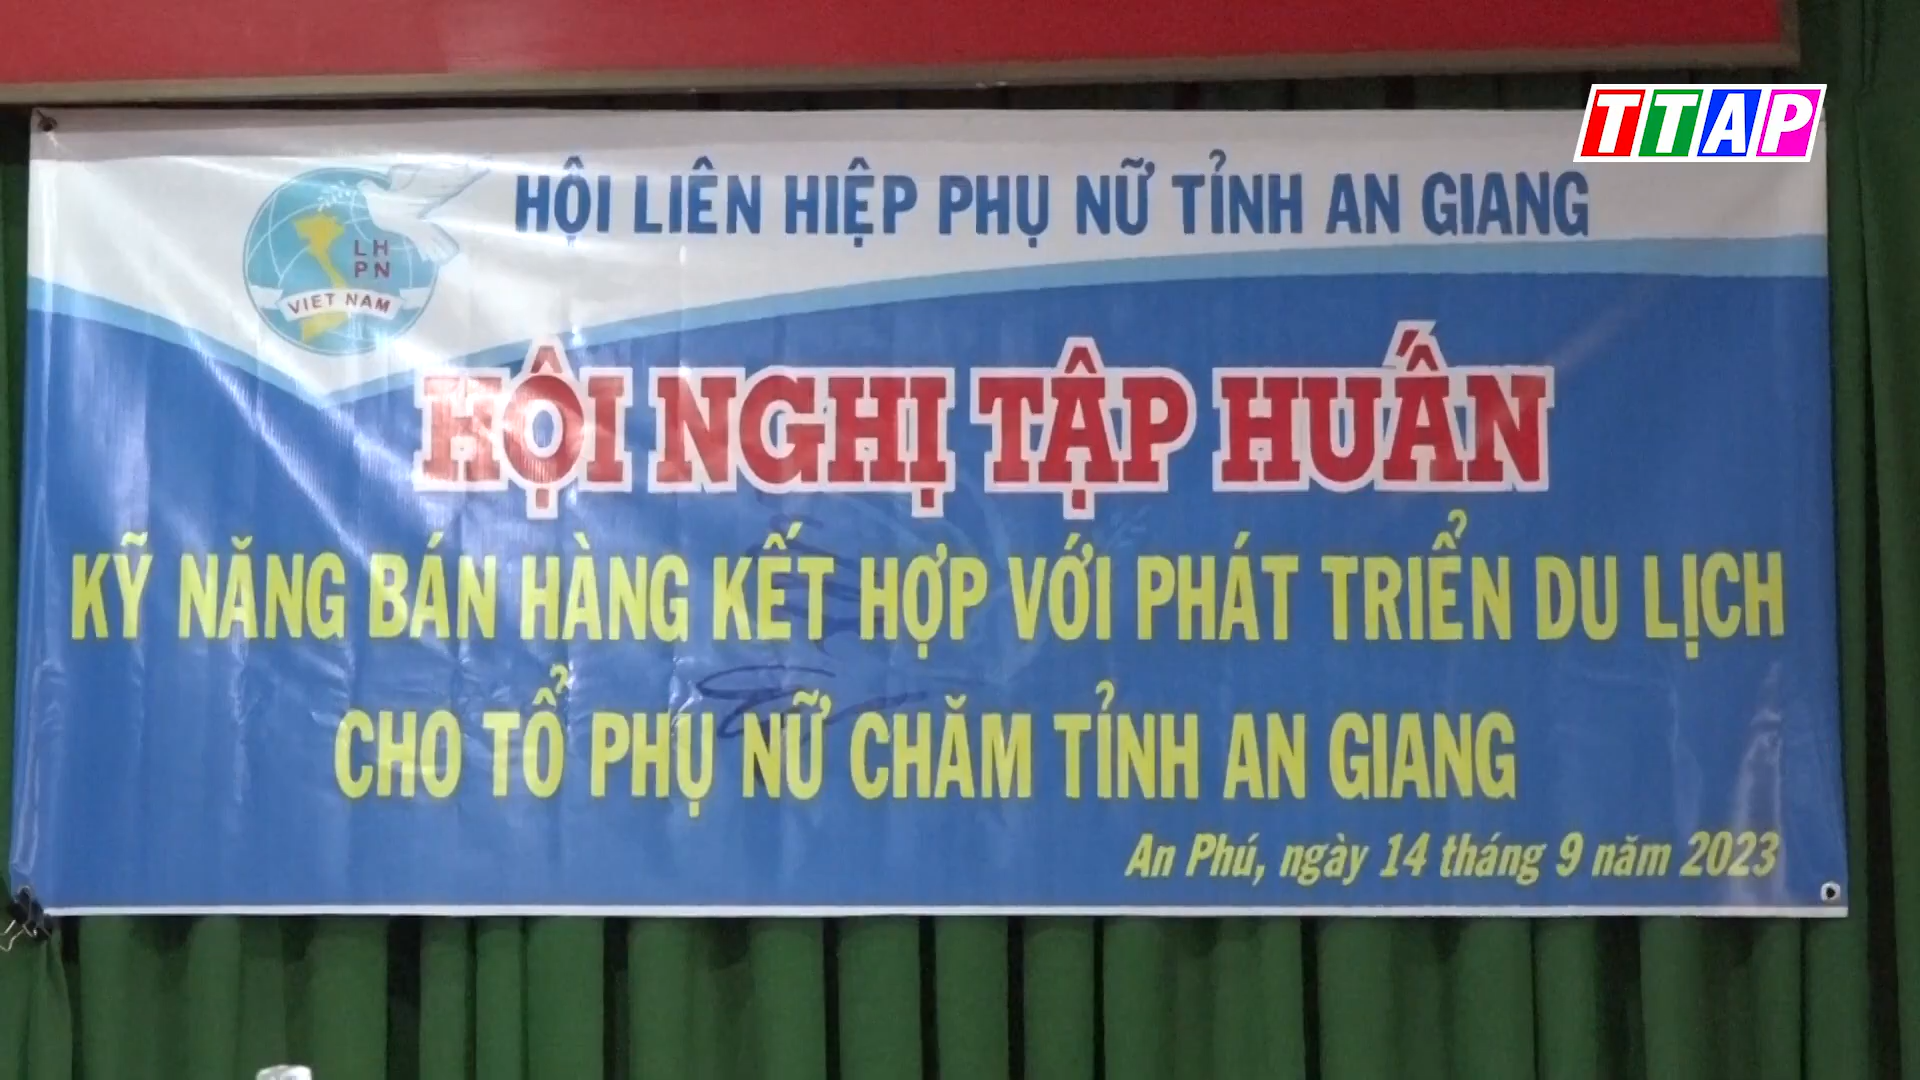 TTAP
HỘI LIÊN HIỆP PHỤ NỮ TỈNH AN GIANG
LH
PN
VIET NAM
HỘI NGHỊ TẬP HUẤN
KỸ NĂNG BÁN HÀNG KẾT HỢP VỚI PHÁT TRIỂN DU LỊCH
CHO TỔ PHỤ NỮ CHĂM TỈNH AN GIANG
An Phú, ngày 14 tháng 9 năm 2023